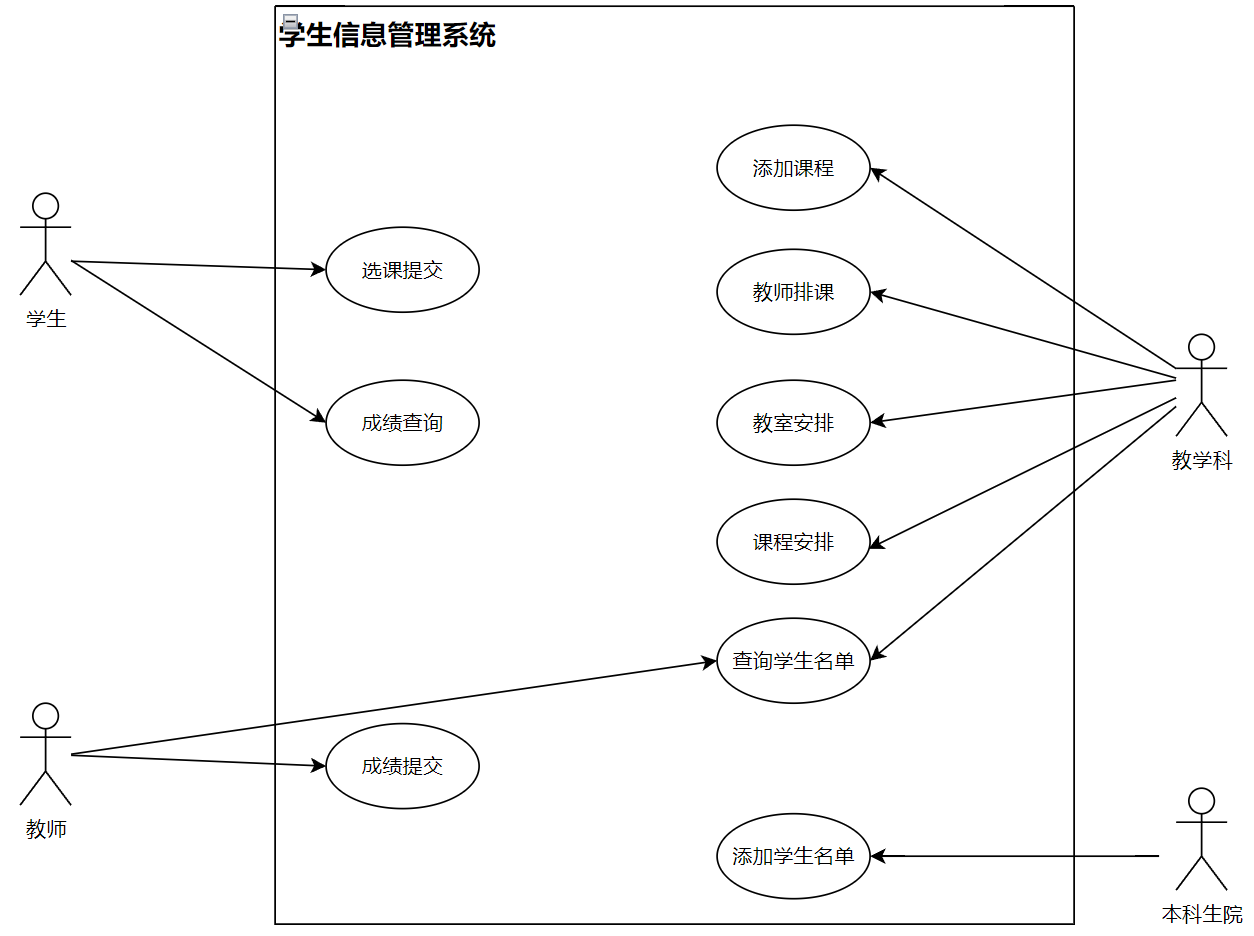 学生信息管理系统
添加课程
学生
选课提交
教师排课
教学科
成绩查询
教室安排
课程安排
查询学生名单
教师
成绩提交
添加学生名单
本科生院